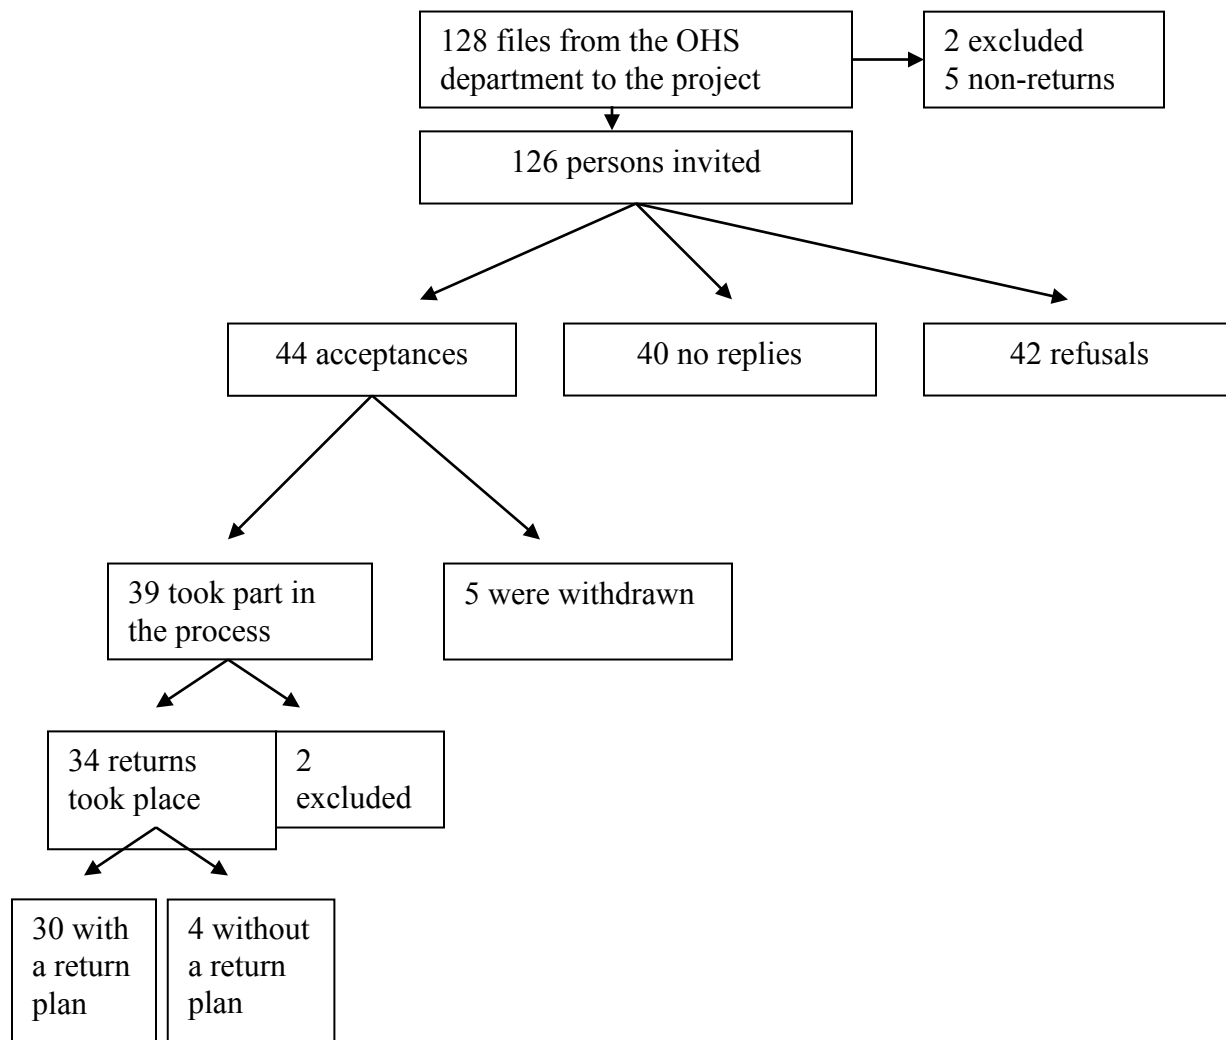 128 files from the OHS
department to the project
2 excluded
5 non-returns
126 persons invited
44 acceptances
40 no replies
42 refusals
39 took part in
the process
5 were withdrawn
34 returns
took place
2
excluded
30 with
a return
plan
4 without
a return
plan